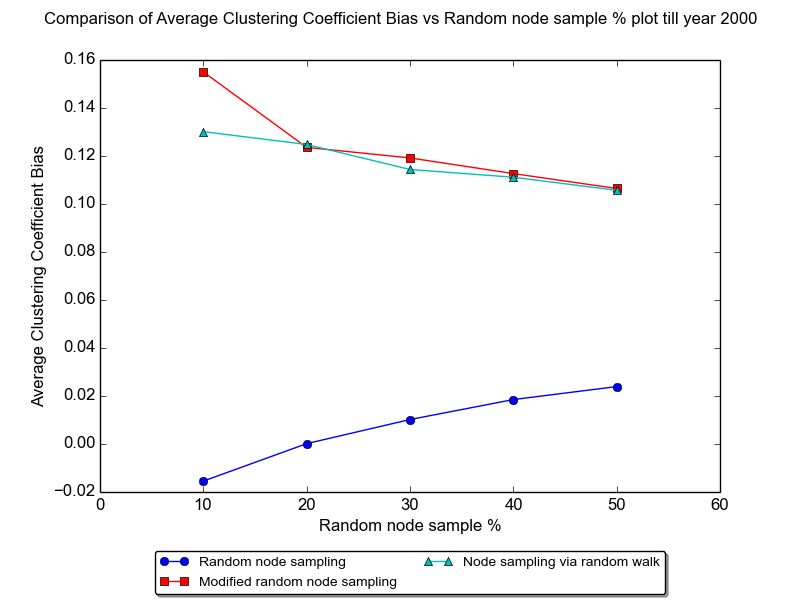 Comparison of Average Clustering Coefficient Bias vs Random node sample % plot till year 2000
0.16
0.14
0.12
0.10
0.08
0.06
0.04
0.02
0.00
−0.02
Average Clustering Coefficient Bias
0 10 20 30 40 50 60
Random node sample %
Random node sampling
Modified random node sampling
Node sampling via random walk